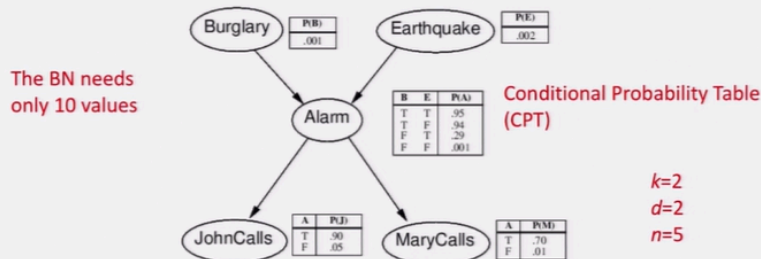 Burglary
P(B)
.001
Earthquake
P(E)
.002
The BN needs
only 10 values
Alarm
B E P(A)
T T .95
T F .94
F T .29
F F .001
Conditional Probability Table
(CPT)
k=2
d=2
n=5
JohnCalls
A P(J)
T .90
F .05
MaryCalls
A P(M)
T .70
F .01